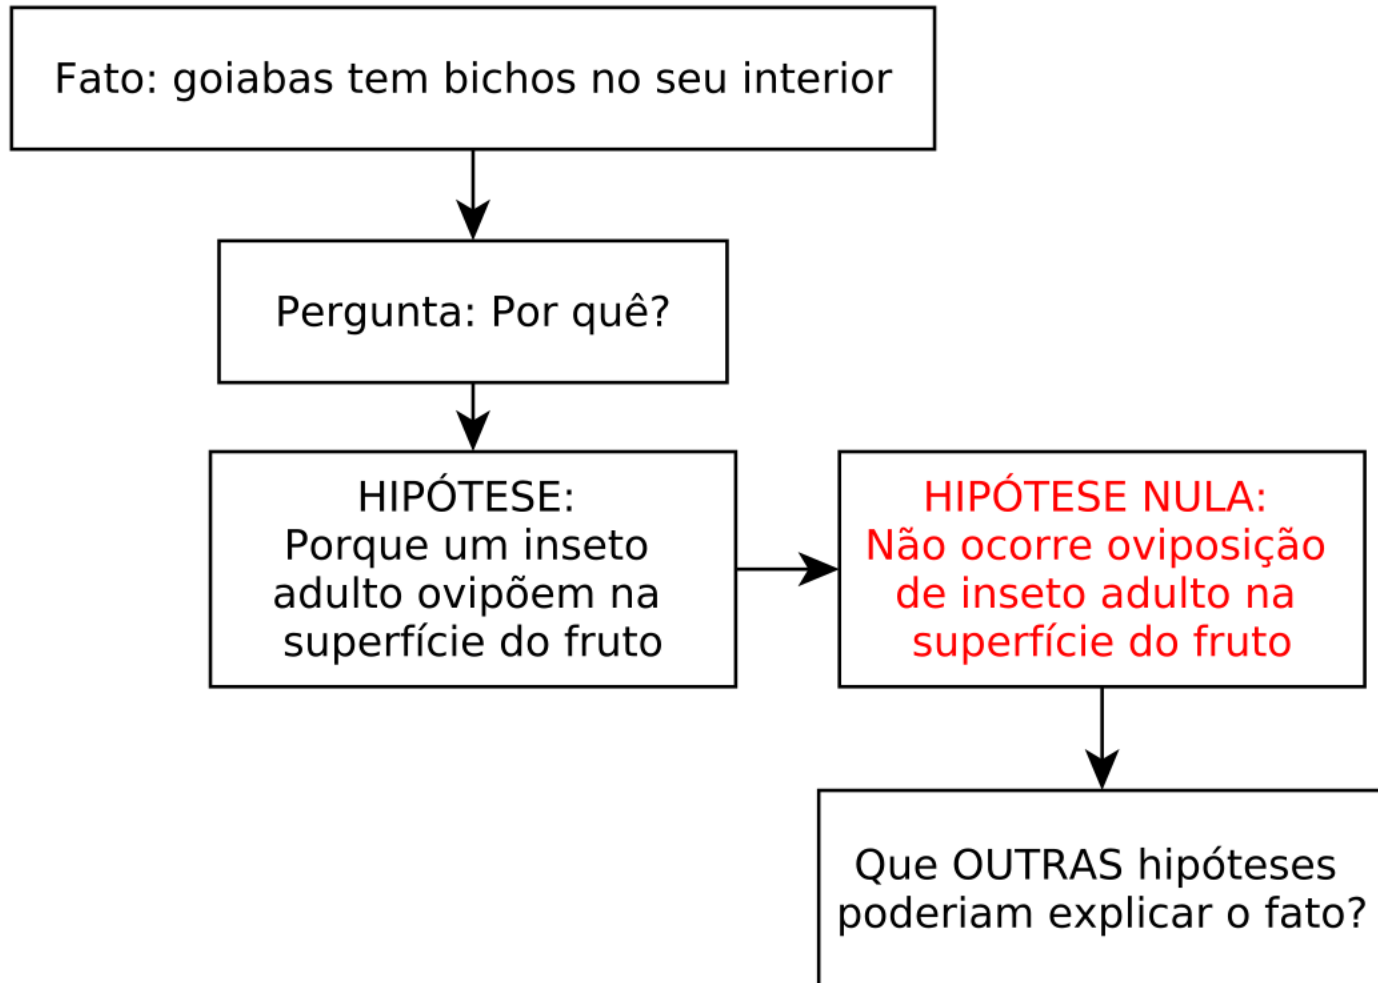 Fato: goiabas tem bichos no seu interior
Pergunta: Por quê?
HIPÓTESE:
Porque um inseto
adulto ovipõem na
superfície do fruto
HIPÓTESE NULA:
Não ocorre oviposição
de inseto adulto na
superfície do fruto
Que OUTRAS hipóteses
poderiam explicar o fato?